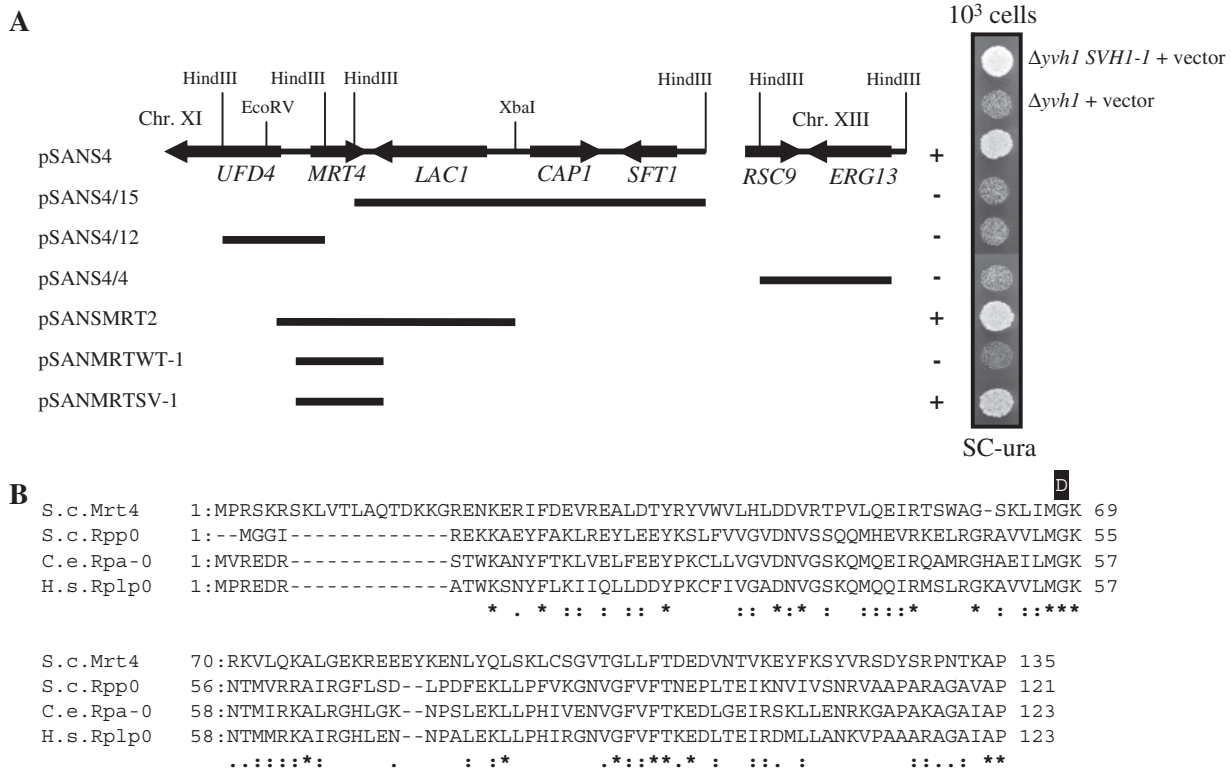 A
10³ cells
Δyvh1 SVH1-1 + vector
HindIII HindIII HindIII HindIII HindIII HindIII
EcoRV XbaI
Δyvh1 + vector
Chr. XI Chr. XIII
pSANS4 +
UFD4 MRT4 LAC1 CAP1 SFT1 RSC9 ERG13
pSANS4/15 -
pSANS4/12 -
pSANS4/4 -
pSANSMRT2 +
pSANMRTWT-1 -
pSANMRTSV-1 +
SC-ura
B
D
S.c.Mrt4 1:MPRSKRSKLVTLAQTDKKGRENKERIFDEVREALDTYRYVWVLHLDDVRTPVLQEIRTSWAG-SKLIMGK 69
S.c.Rpp0 1:--MGGI-------------REKKAEYFAKLREYLEEYKSLFVVGVDNVSSQQMHEVRKELRGRAVVLMGK 55
C.e.Rpa-0 1:MVREDR-------------STWKANYFTKLVELFEEYPKCLLVGVDNVGSKQMQEIRQAMRGHAEILMGK 57
H.s.Rplp0 1:MPREDR-------------ATWKSNYFLKIIQLLDDYPKCFIVGADNVGSKQMQQIRMSLRGKAVVLMGK 57
* . * :: : :: * :: *:* : ::::* * : ::***
S.c.Mrt4 70:RKVLQKALGEKREEEYKENLYQLSKLCSGVTGLLFTDEDVNTVKEYFKSYVRSDYSRPNTKAP 135
S.c.Rpp0 56:NTMVRRAIRGFLSD--LPDFEKLLPFVKGNVGFVFTNEPLTEIKNVIVSNRVAAPARAGAVAP 121
C.e.Rpa-0 58:NTMIRKALRGHLGK--NPSLEKLLPHIVENVGFVFTKEDLGEIRSKLLENRKGAPAKAGAIAP 123
H.s.Rplp0 58:NTMMRKAIRGHLEN--NPALEKLLPHIRGNVGFVFTKEDLTEIRDMLLANKVPAAARAGAIAP 123
..::::*: . : :* .*::**.* : ::. : ::..: **